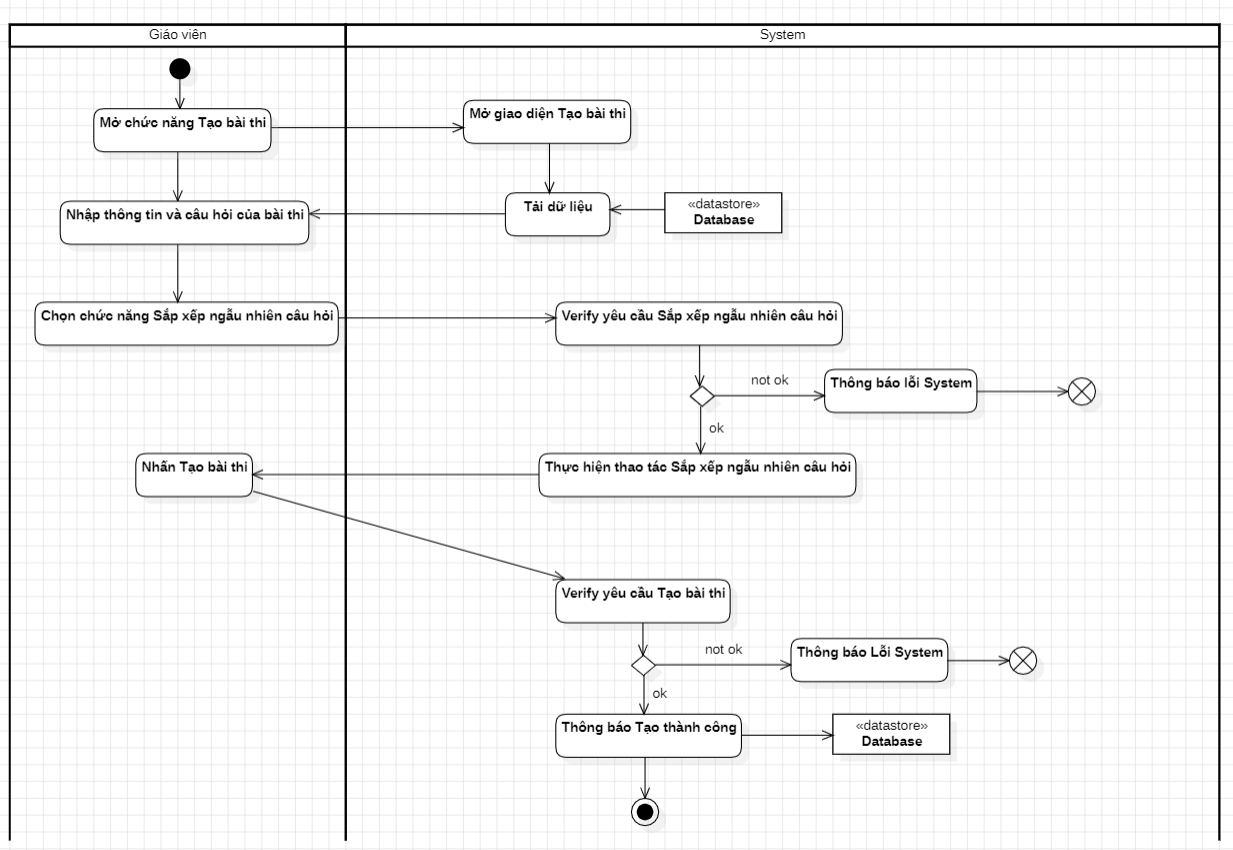 Giáo viên
System
Mở chức năng Tạo bài thi
Mở giao diện Tạo bài thi
Nhập thông tin và câu hỏi của bài thi
Tải dữ liệu
«datastore»
Database
Chọn chức năng Sắp xếp ngẫu nhiên câu hỏi
Verify yêu cầu Sắp xếp ngẫu nhiên câu hỏi
not ok
Thông báo lỗi System
ok
Nhấn Tạo bài thi
Thực hiện thao tác Sắp xếp ngẫu nhiên câu hỏi
Verify yêu cầu Tạo bài thi
not ok
Thông báo Lỗi System
ok
Thông báo Tạo thành công
«datastore»
Database